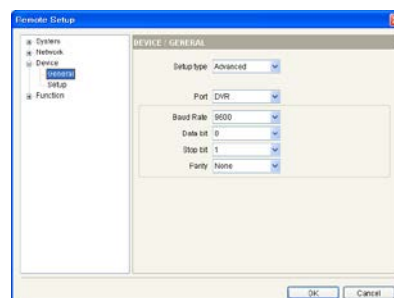 Remote Setup
System
Network
Device
General
Setup
Function
DEVICE / GENERAL
Setup type Advanced
Port DVR
Baud Rate 9600
Data bit 8
Stop bit 1
Parity None
OK Cancel